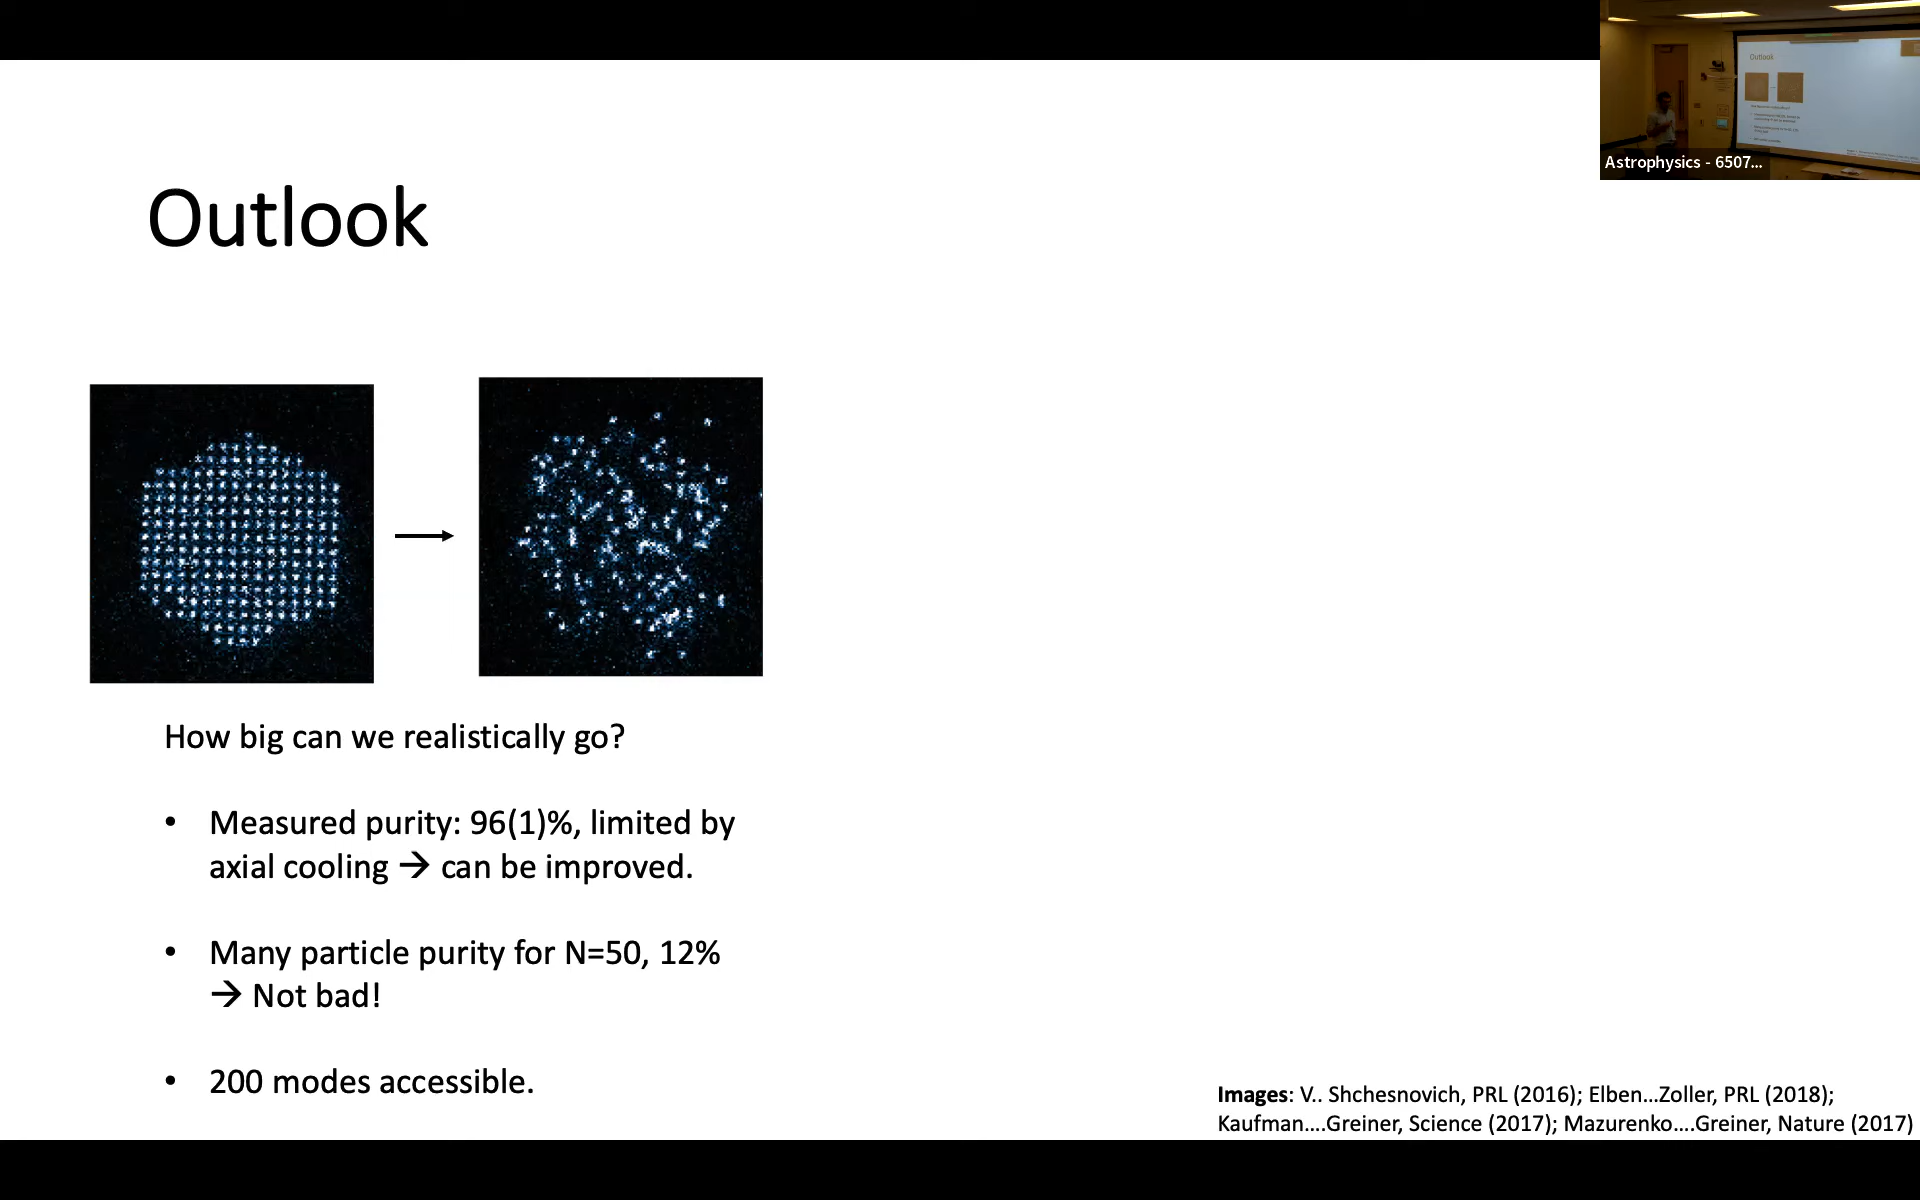 Outlook
Astrophysics - 6507...
How big can we realistically go?
• Measured purity: 96(1)%, limited by
axial cooling → can be improved.
• Many particle purity for N=50, 12%
→ Not bad!
• 200 modes accessible.
Images: V.. Shchesnovich, PRL (2016); Elben...Zoller, PRL (2018);
Kaufman....Greiner, Science (2017); Mazurenko....Greiner, Nature (2017)
Outlook